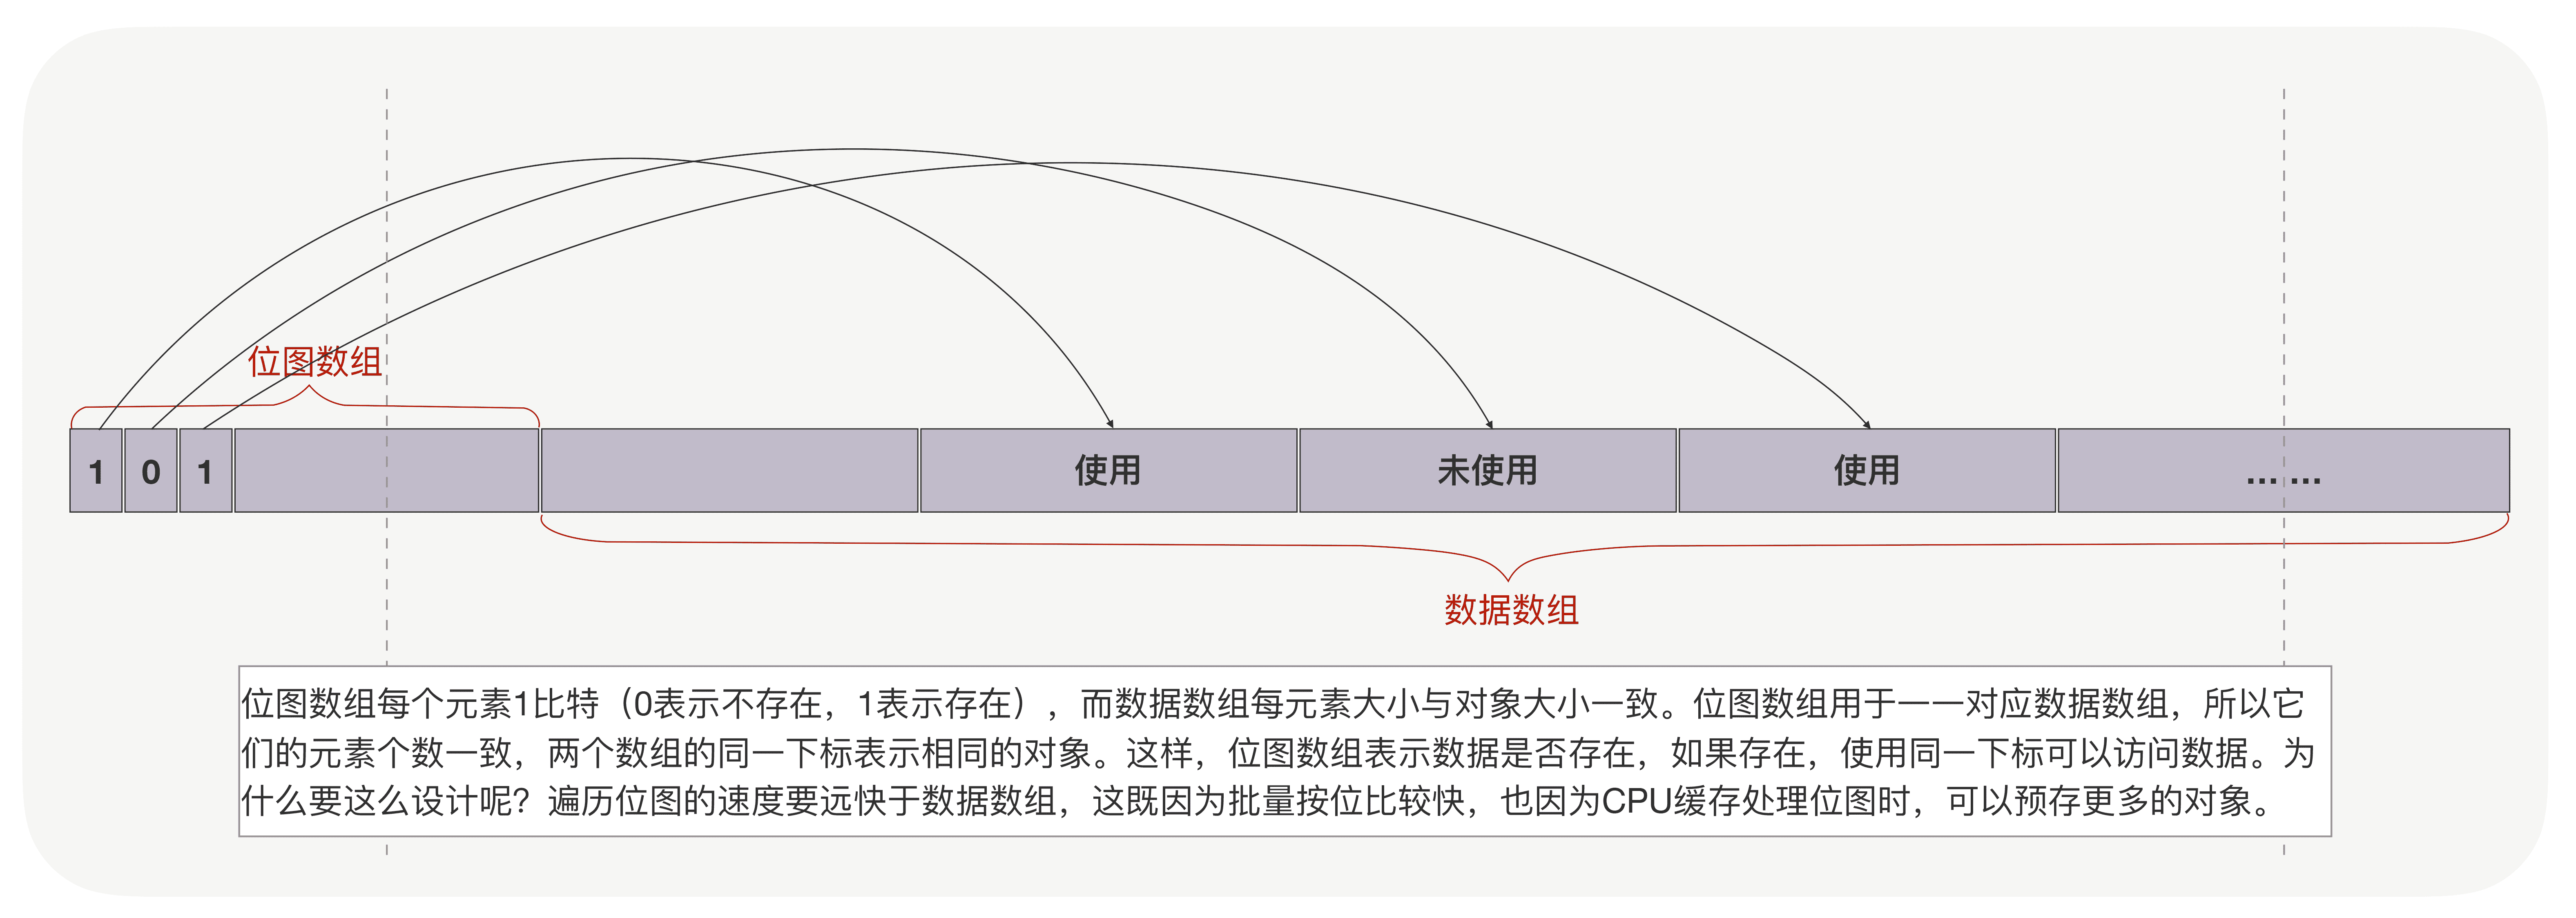 位图数组
1 0 1 使用 未使用 使用 ... ...
数据数组
位图数组每个元素1比特（0表示不存在，1表示存在），而数据数组每元素大小与对象大小一致。位图数组用于一一对应数据数组，所以它
们的元素个数一致，两个数组的同一下标表示相同的对象。这样，位图数组表示数据是否存在，如果存在，使用同一下标可以访问数据。为
什么要这么设计呢？遍历位图的速度要远快于数据数组，这既因为批量按位比较快，也因为CPU缓存处理位图时，可以预存更多的对象。